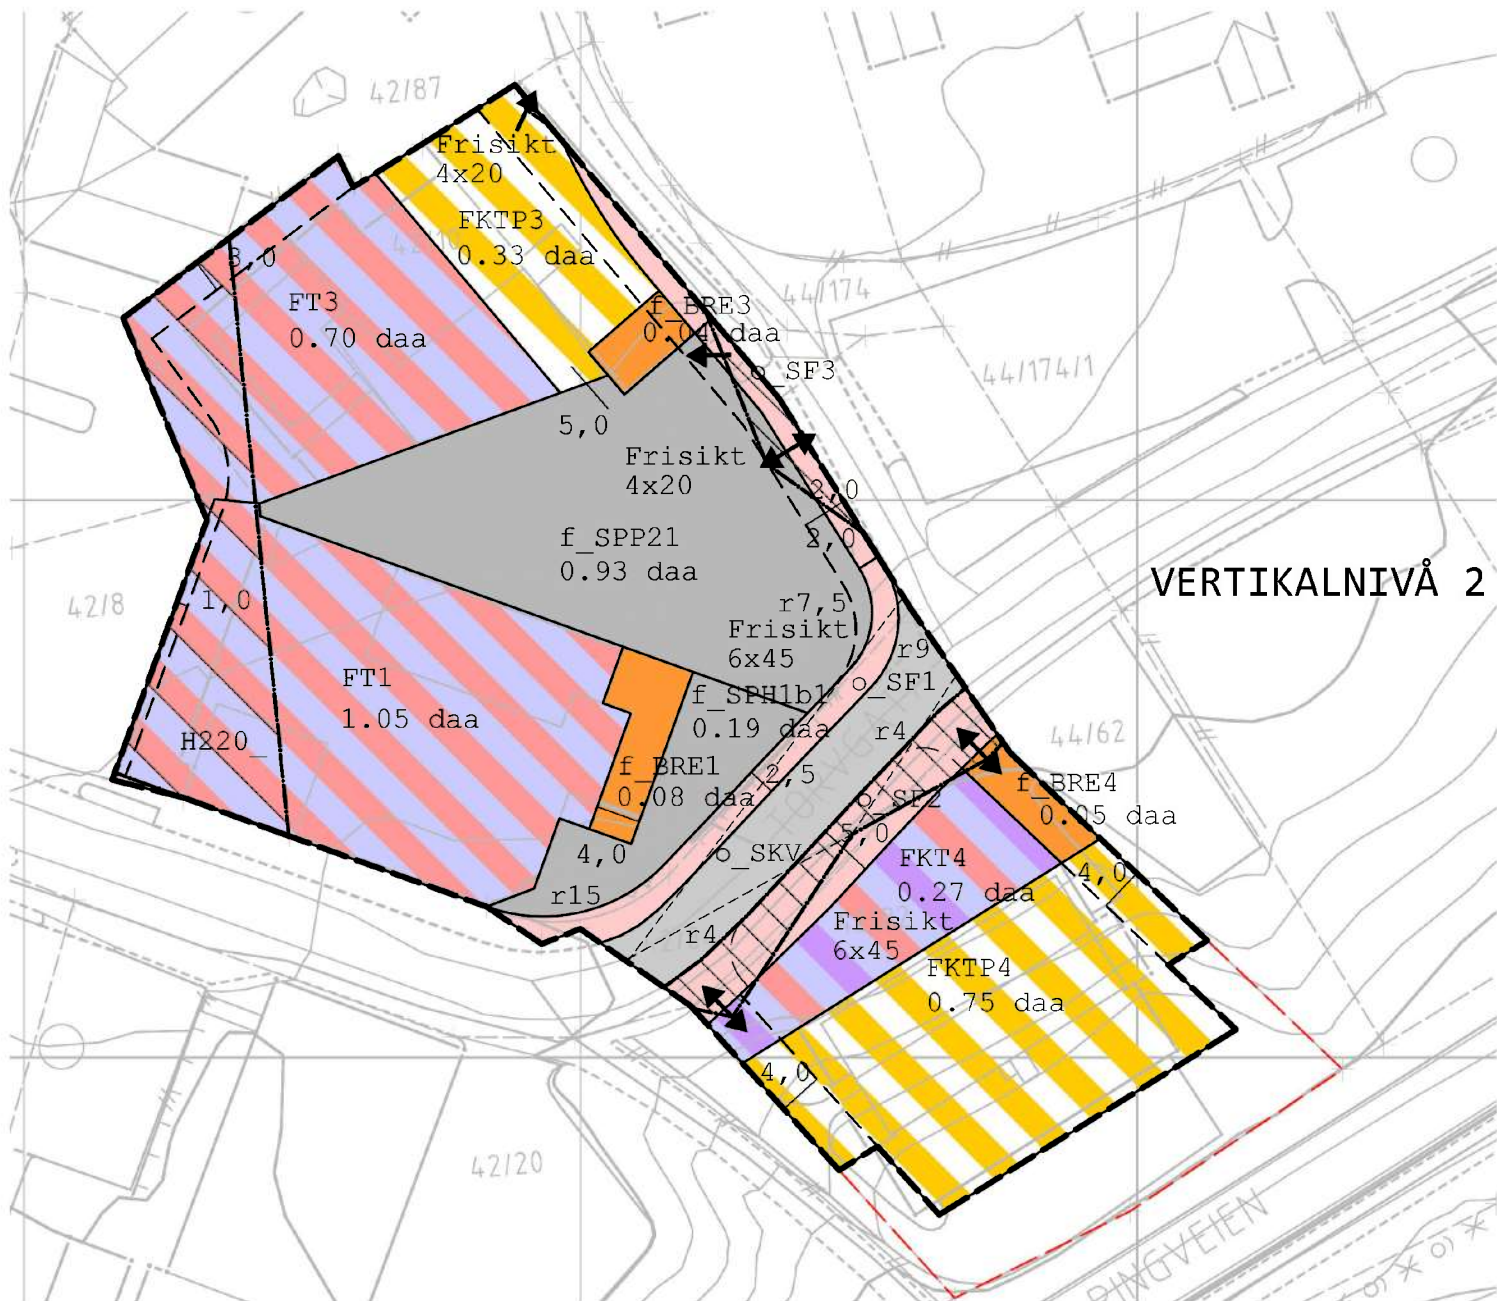 42/87
Frisikt
4x20
FKTP3
0.33 daa
3,0
FT3
0.70 daa
f_BRE3
0.04 daa
44/174
o_SF3
44/174/1
5,0
Frisikt
4x20
2,0
2,0
f_SPP21
0.93 daa
VERTIKALNIVÅ 2
42/8
1,0
r7,5
Frisikt
6x45
r9
FT1
1.05 daa
f_SPH1b1
0.19 daa
o_SF1
r4
44/62
H220_
f_BRE1
0.08 daa
2,5
o_SF2
f_BRE4
0.05 daa
5,0
4,0
o_SKV
FKT4
0.27 daa
4,0
r15
Frisikt
6x45
r4
FKTP4
0.75 daa
4,0
42/20
RINGVEIEN